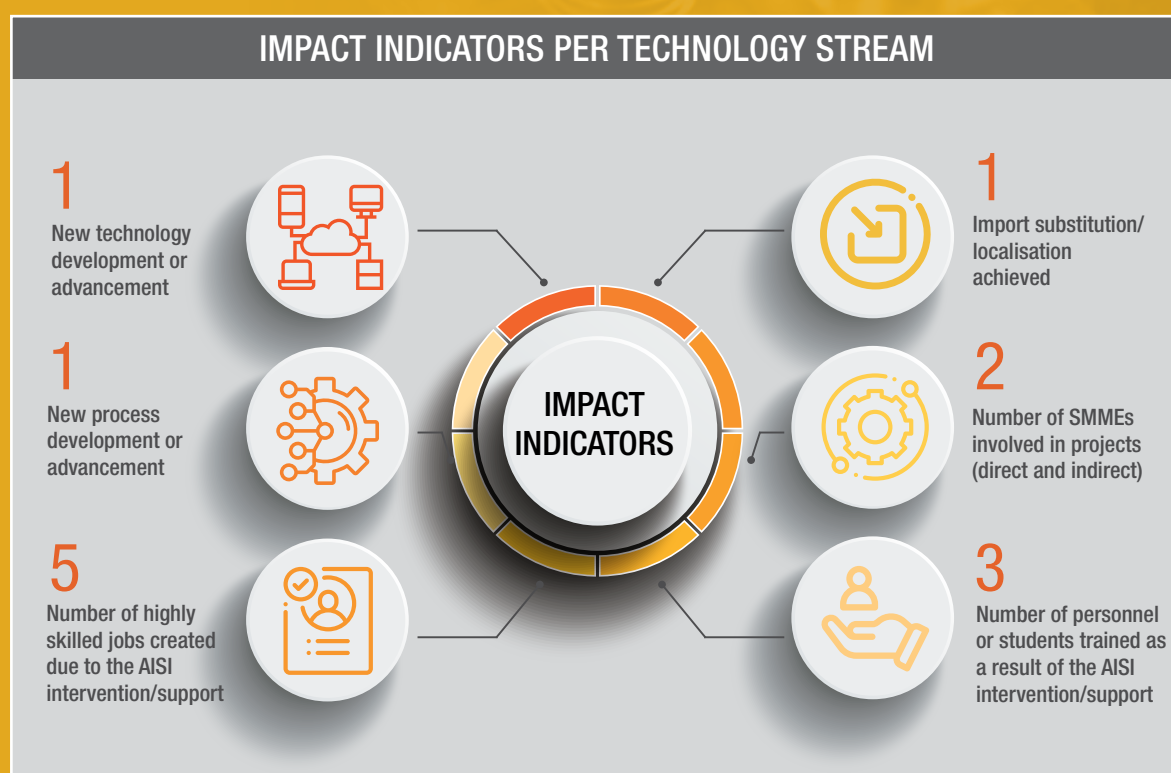 IMPACT INDICATORS PER TECHNOLOGY STREAM
1
New technology
development or
advancement
1
New process
development or
advancement
5
Number of highly
skilled jobs created
due to the AISI
intervention/support
IMPACT
INDICATORS
1
Import substitution/
localisation
achieved
2
Number of SMMEs
involved in projects
(direct and indirect)
3
Number of personnel
or students trained as
a result of the AISI
intervention/support